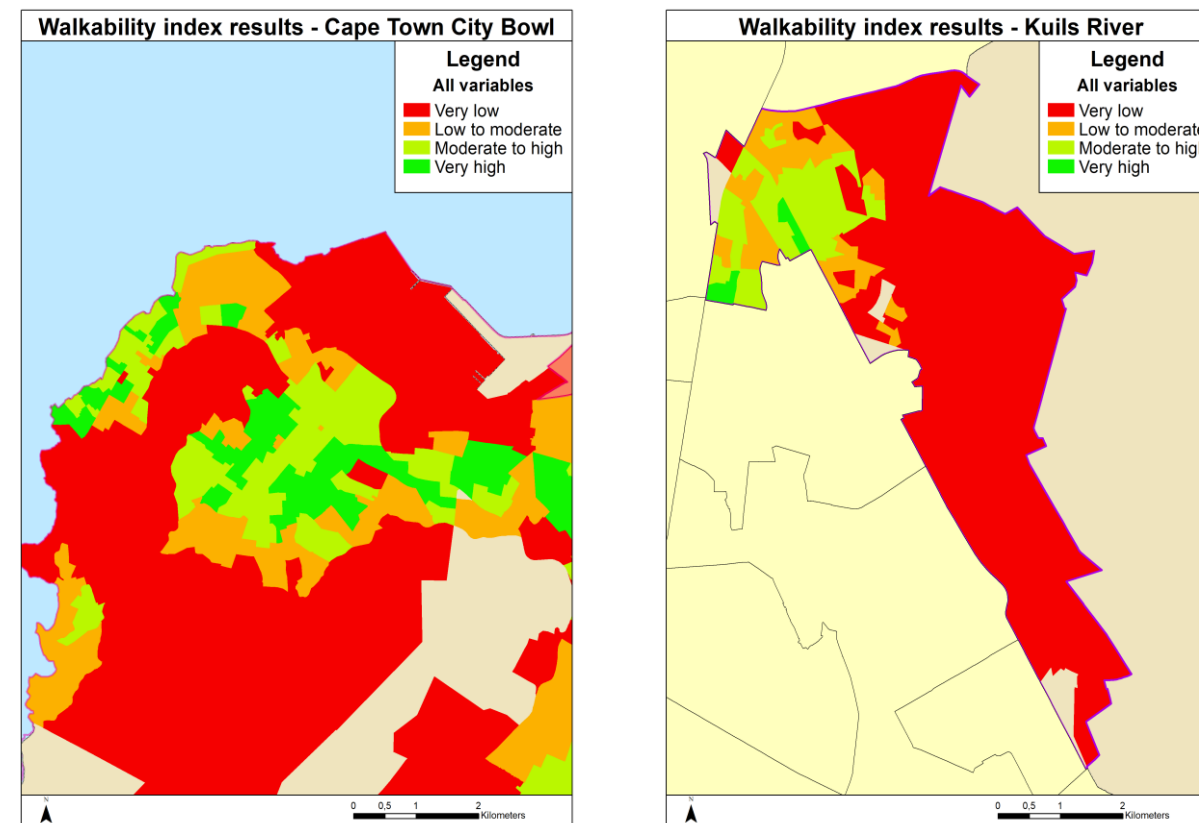 Walkability index results - Cape Town City Bowl
Legend
All variables
Very low
Low to moderate
Moderate to high
Very high
N
0 0,5 1 2
Kilometers
Walkability index results - Kuils River
Legend
All variables
Very low
Low to moderate
Moderate to high
Very high
N
0 0,5 1 2
Kilometers